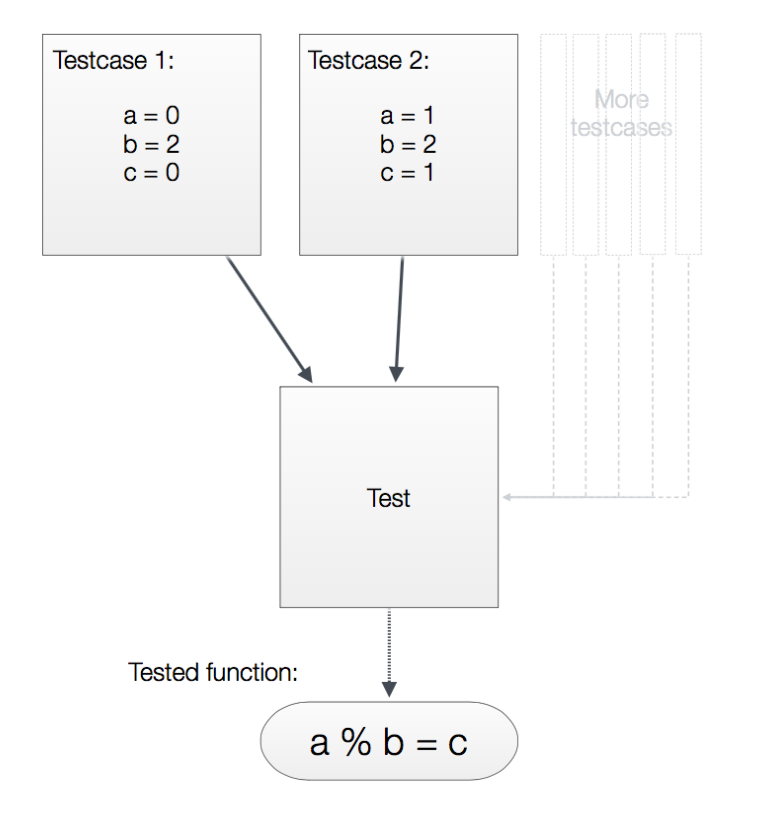 Testcase 1:
a = 0
b = 2
c = 0
Testcase 2:
a = 1
b = 2
c = 1
More
testcases
Test
Tested function:
a % b = c